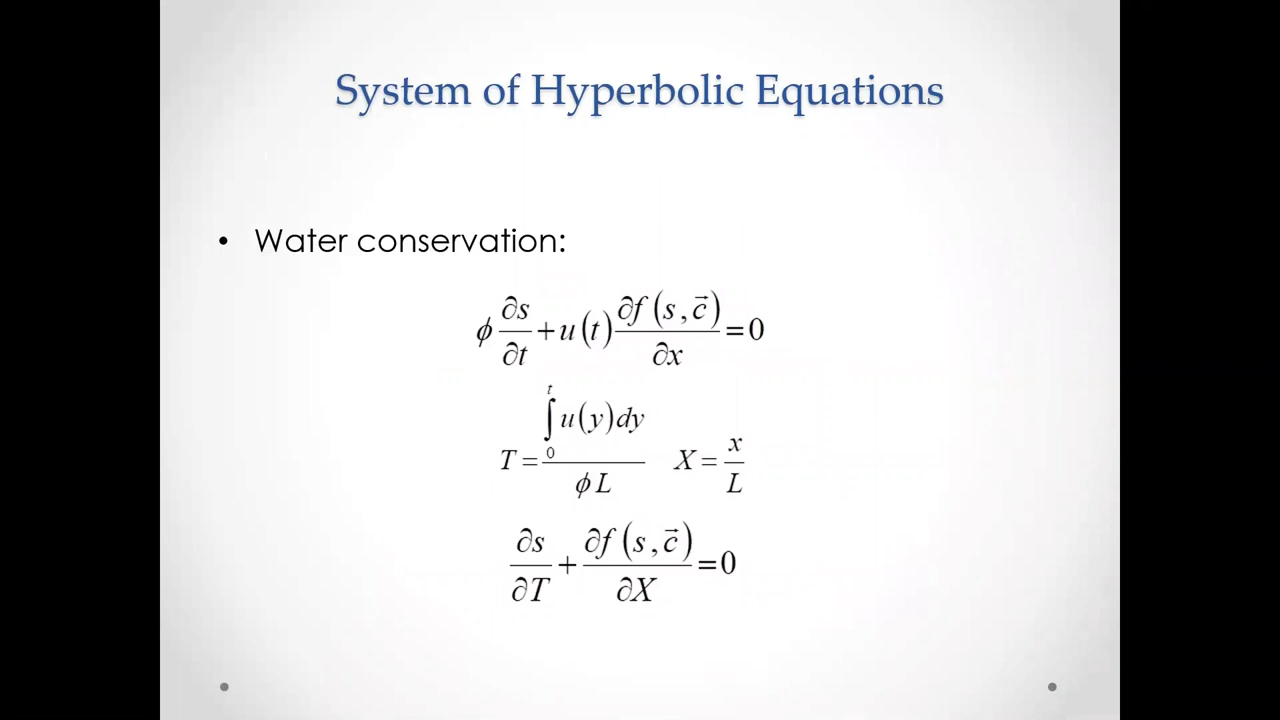 System of Hyperbolic Equations
• Water conservation:
ϕ ∂s/∂t + u(t) ∂f(s, c⃗)/∂x = 0
T = ∫₀ᵗ u(y)dy / ϕL    X = x/L
∂s/∂T + ∂f(s, c⃗)/∂X = 0